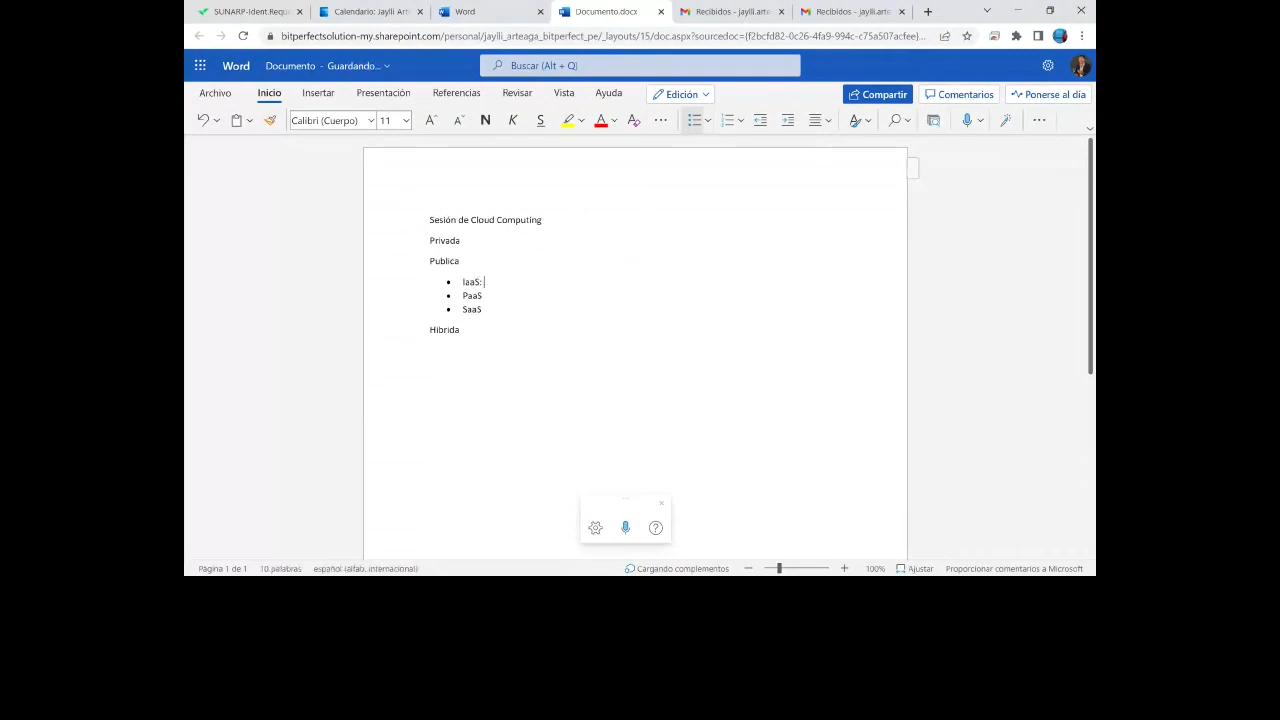 SUNARP-Ident.Requ
Calendario: Jaylli Art
Word
Documento.docx
Recibidos - jaylli.arte
Recibidos - jaylli.arte
bitperfectsolution-my.sharepoint.com/personal/jaylli_arteaga_bitperfect_pe/_layouts/15/doc.aspx?sourcedoc={f2bcfd82-0c26-4fa9-994c-c75a507acfee}...
Word
Documento - Guardando...
Buscar (Alt + Q)
Archivo
Inicio
Insertar
Presentación
Referencias
Revisar
Vista
Ayuda
Edición
Compartir
Comentarios
Ponerse al día
Calibri (Cuerpo)
11
N
K
S
Sesión de Cloud Computing
Privada
Publica
• IaaS:
• PaaS
• SaaS
Hibrida
Página 1 de 1
10 palabras
español (alfab. internacional)
Cargando complementos
100%
Ajustar
Proporcionar comentarios a Microsoft